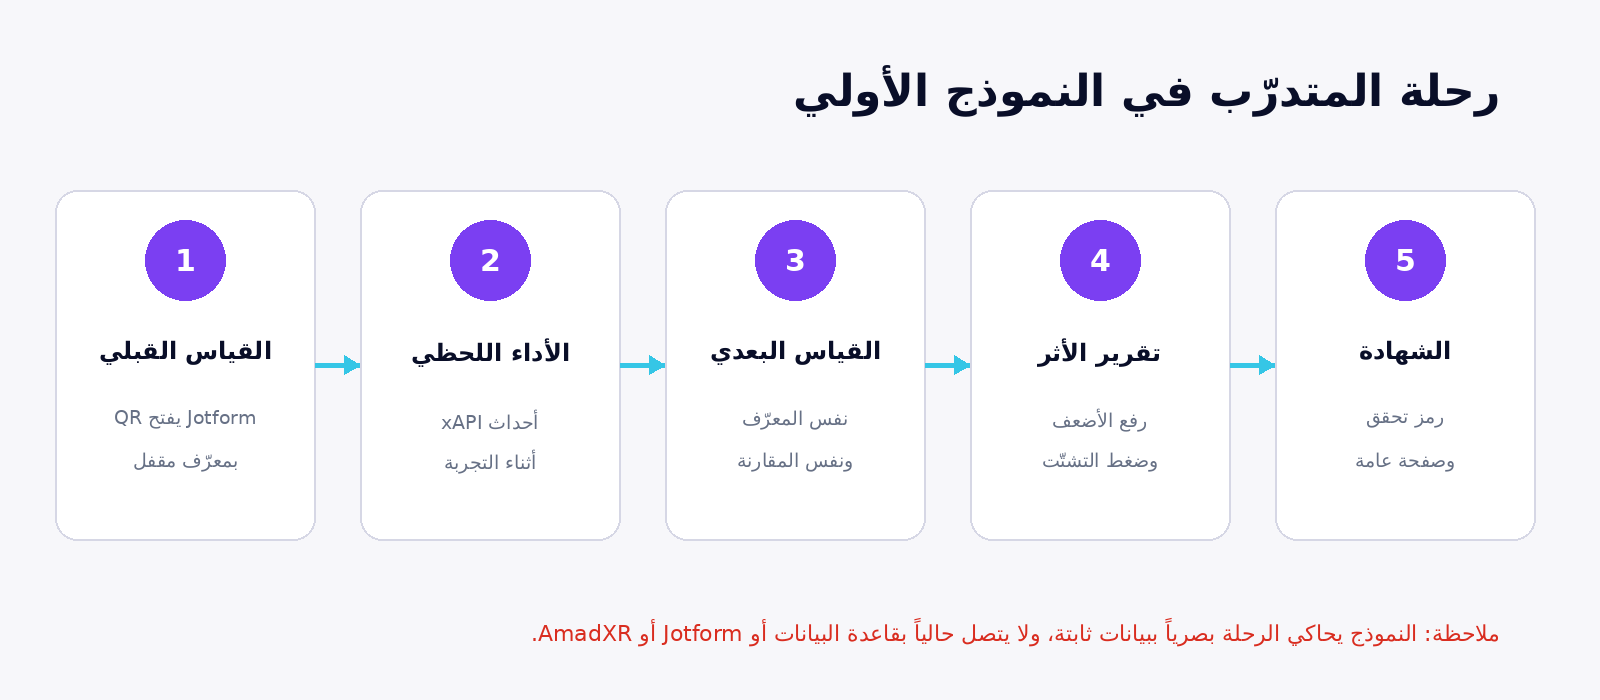 رحلة المتدرّب في النموذج الأولي
1
القياس القبلي
QR يفتح Jotform
بمعرّف مقفل
2
الأداء اللحظي
أحداث xAPI
أثناء التجربة
3
القياس البعدي
نفس المعرّف
ونفس المقارنة
4
تقرير الأثر
رفع الأضعف
وضغط التشتّت
5
الشهادة
رمز تحقق
وصفحة عامة
ملاحظة: النموذج يحاكي الرحلة بصرياً ببيانات ثابتة، ولا يتصل حالياً بقاعدة البيانات أو Jotform أو AmadXR.